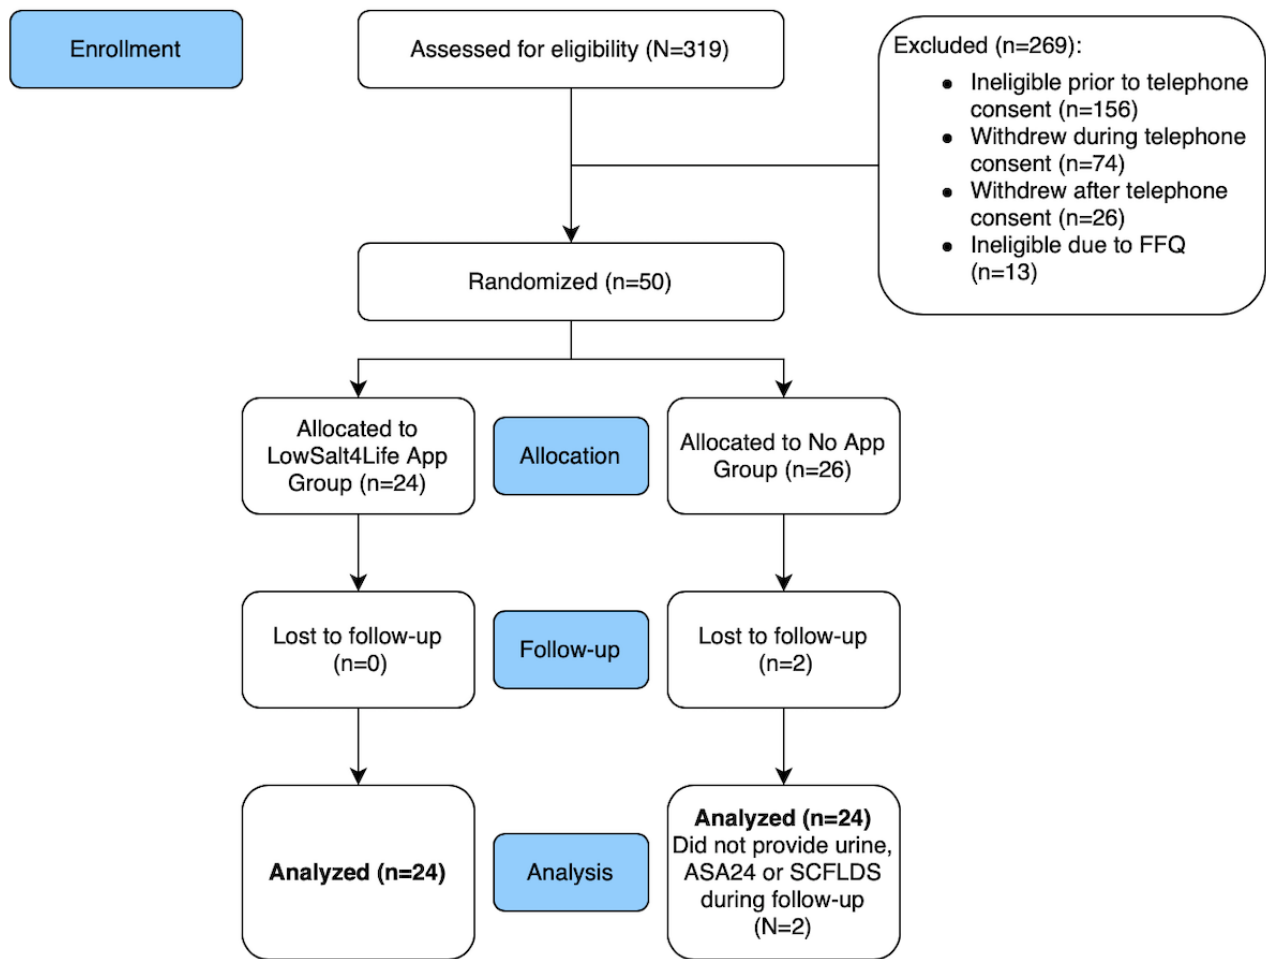 Enrollment
Assessed for eligibility (N=319)
Excluded (n=269):
● Ineligible prior to telephone
consent (n=156)
● Withdrew during telephone
consent (n=74)
● Withdrew after telephone
consent (n=26)
● Ineligible due to FFQ
(n=13)
Randomized (n=50)
Allocated to
LowSalt4Life App
Group (n=24)
Allocation
Allocated to No App
Group (n=26)
Lost to follow-up
(n=0)
Follow-up
Lost to follow-up
(n=2)
Analyzed (n=24)
Analysis
Analyzed (n=24)
Did not provide urine,
ASA24 or SCFLDS
during follow-up
(N=2)